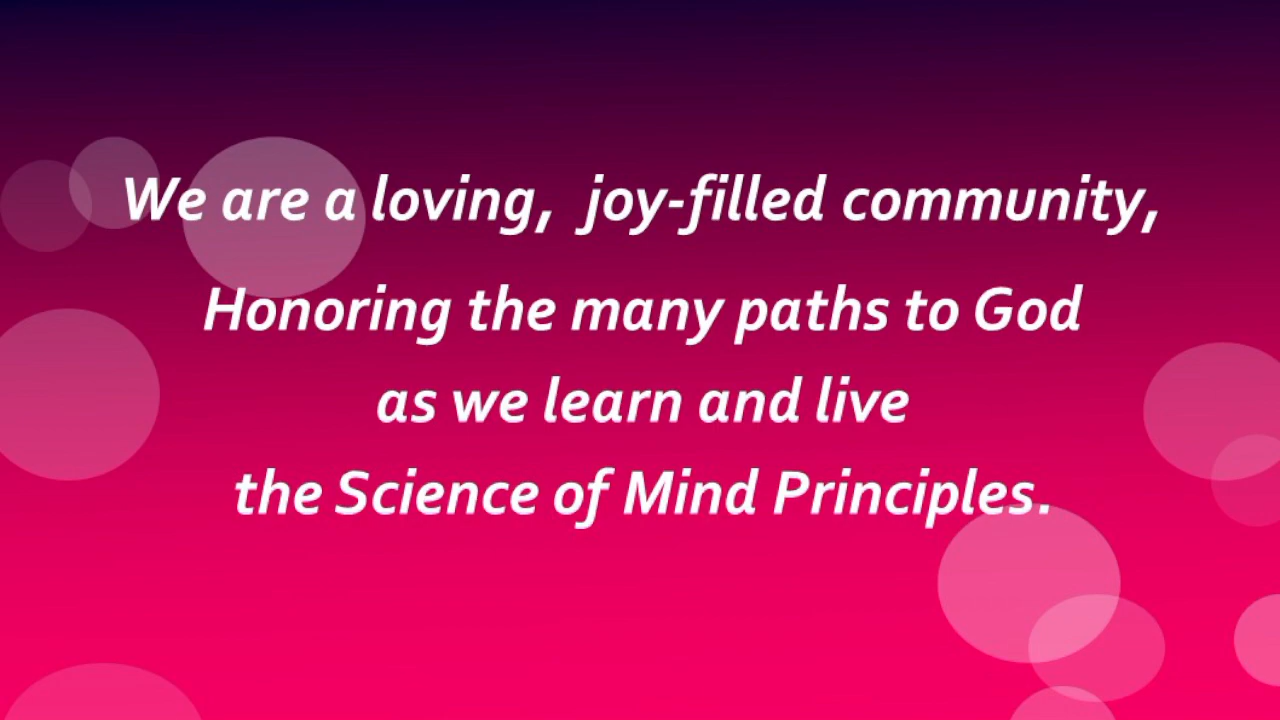 We are a loving, joy-filled community,
Honoring the many paths to God
as we learn and live
the Science of Mind Principles.